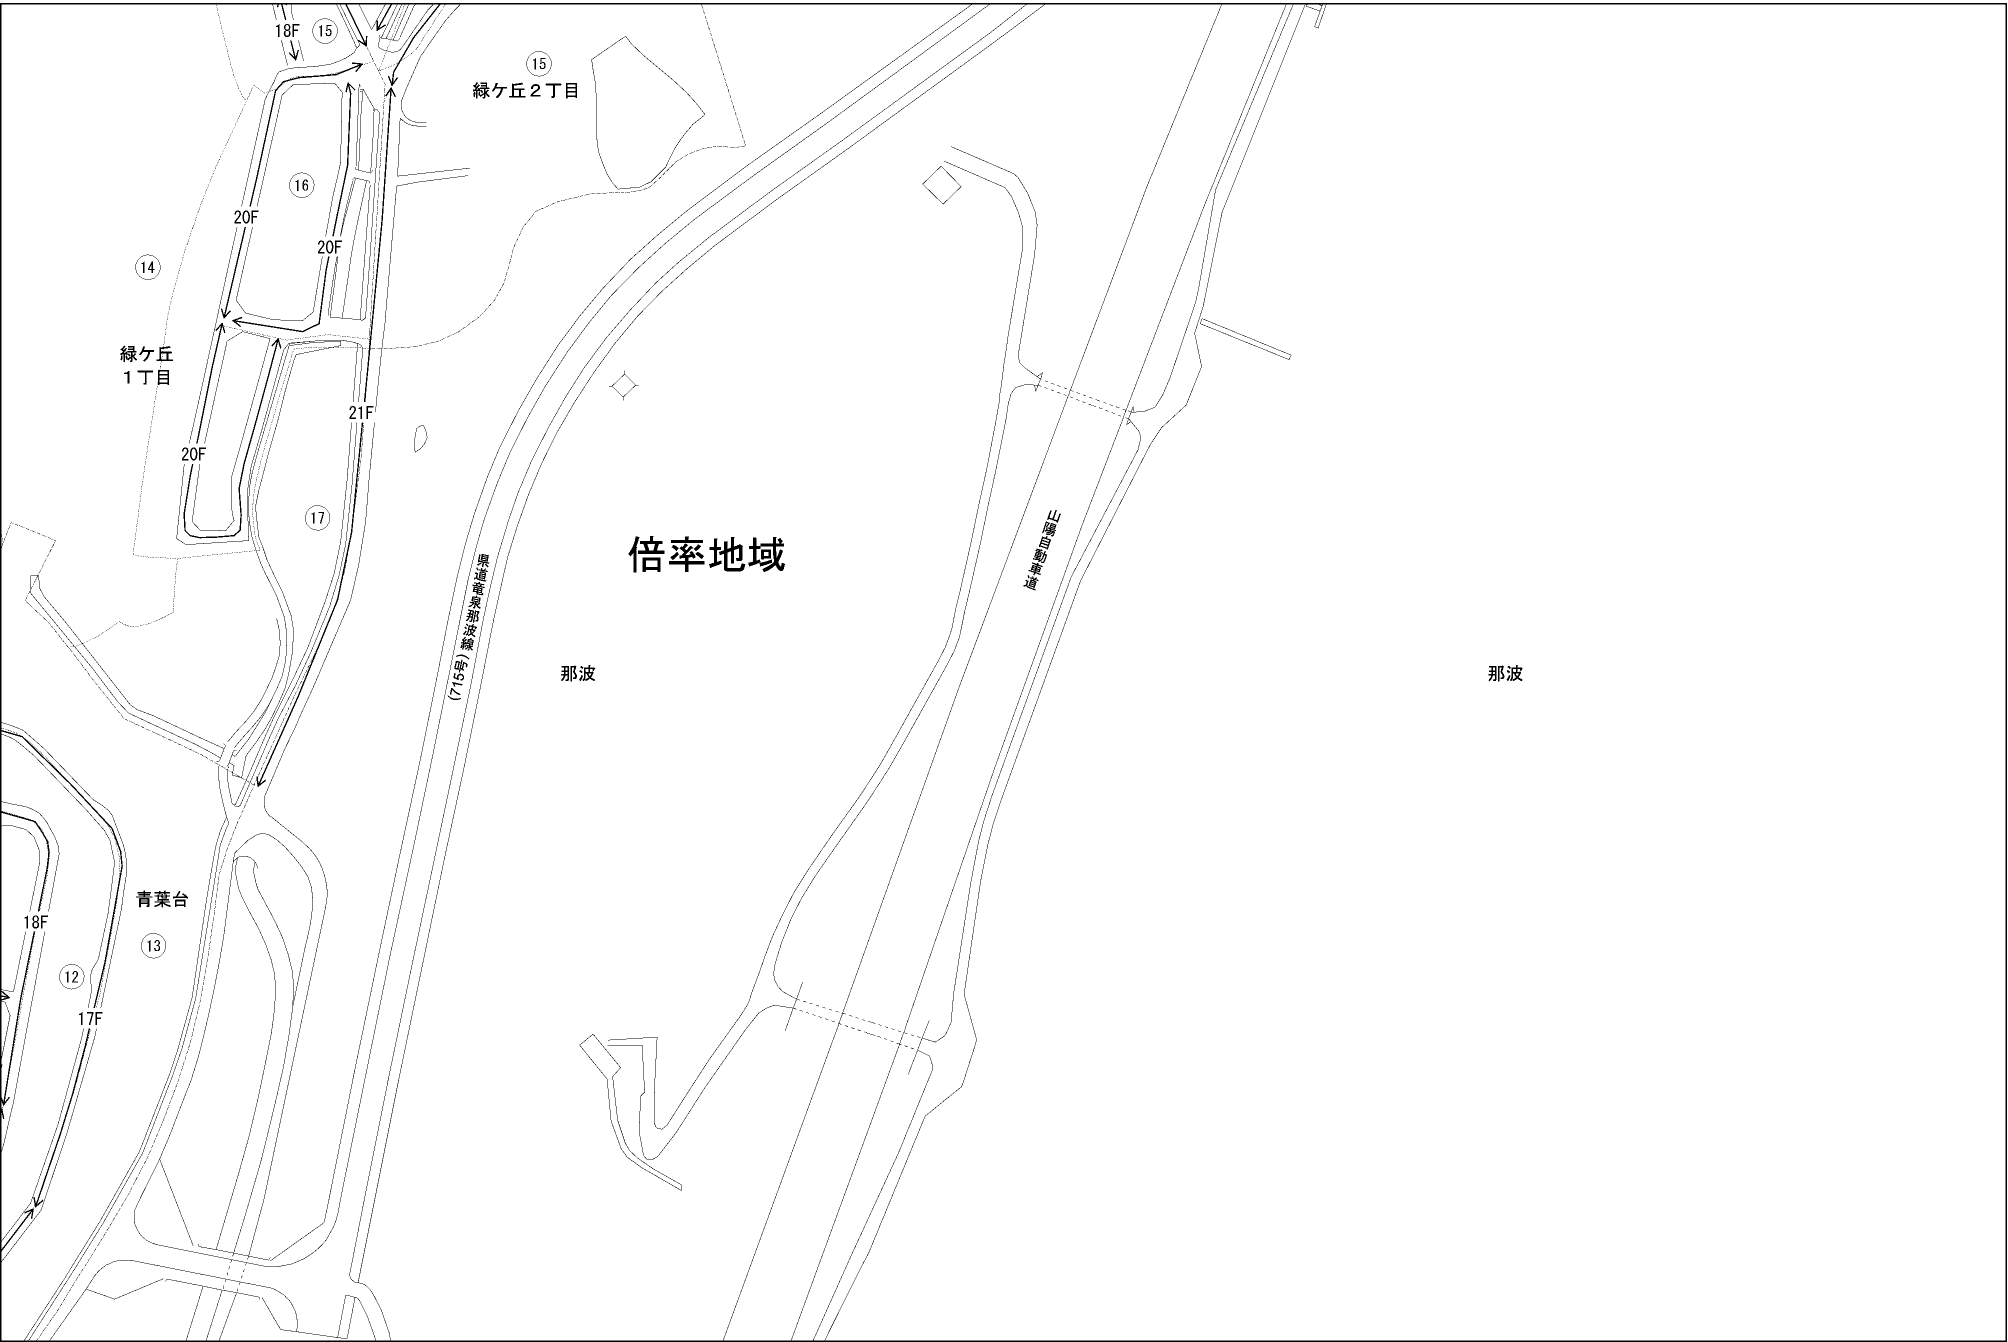 18F
15
15
緑ケ丘２丁目
16
20F
20F
14
緑ケ丘
１丁目
21F
20F
17
倍率地域
山陽自動車道
県道竜泉那波線
(715号)
那波
那波
青葉台
18F
13
12
17F